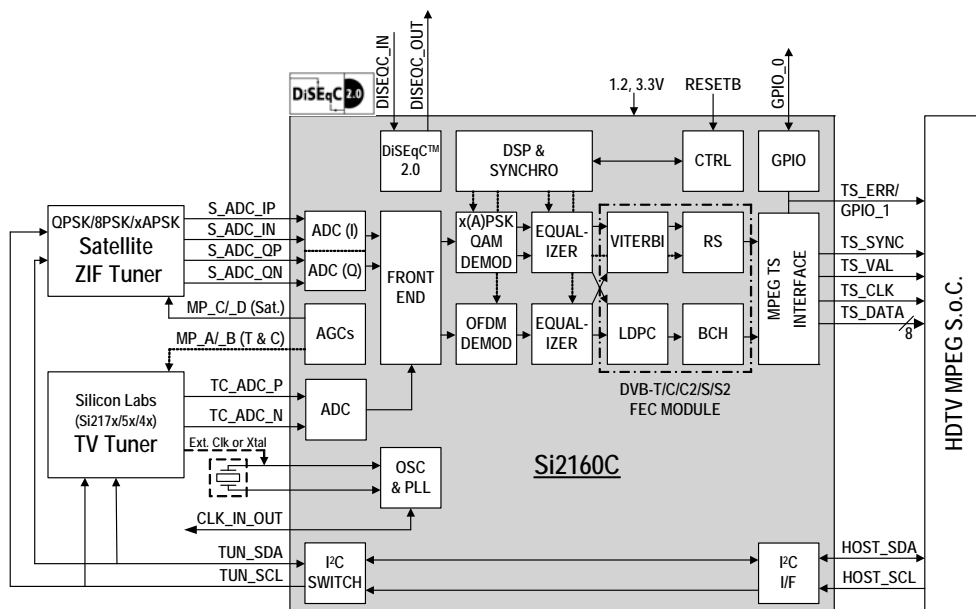 DISEQC_IN
DISEQC_OUT
DiSEqC 2.0
1.2, 3.3V
RESETB
GPIO_0
DiSEqC™
2.0
DSP &
SYNCHRO
CTRL
GPIO
TS_ERR/
GPIO_1
QPSK/8PSK/xAPSK
Satellite
ZIF Tuner
S_ADC_IP
S_ADC_IN
S_ADC_QP
S_ADC_QN
ADC (I)
ADC (Q)
FRONT
END
x(A)PSK
QAM
DEMOD
EQUAL-
IZER
VITERBI
RS
MPEG TS
INTERFACE
TS_SYNC
TS_VAL
TS_CLK
TS_DATA
8
HDTV MPEG S.o.C.
MP_C/_D (Sat.)
MP_A/_B (T & C)
AGCs
OFDM
DEMOD
EQUAL-
IZER
LDPC
BCH
DVB-T/C/C2/S/S2
FEC MODULE
Silicon Labs
(Si217x/5x/4x)
TV Tuner
TC_ADC_P
TC_ADC_N
ADC
Ext. Clk or Xtal
OSC
& PLL
Si2160C
CLK_IN_OUT
TUN_SDA
TUN_SCL
I²C
SWITCH
I²C
I/F
HOST_SDA
HOST_SCL